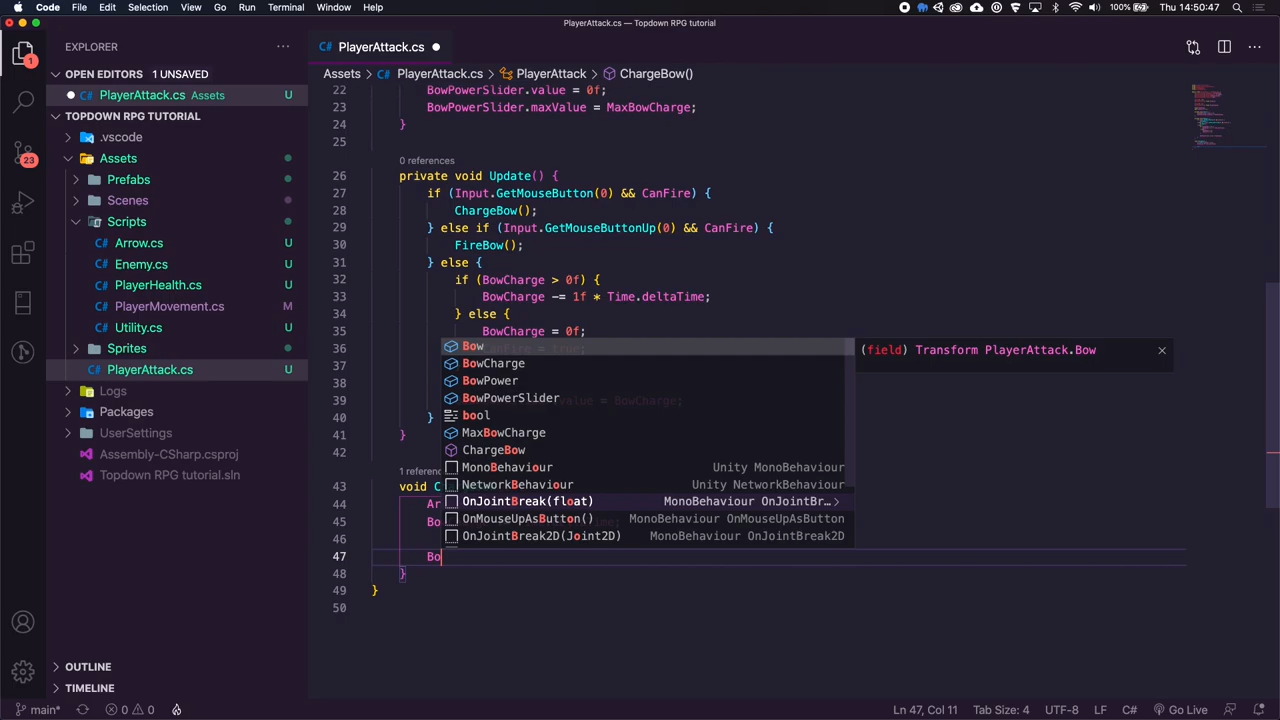 Code File Edit Selection View Go Run Terminal Window Help 100% Thu 14:50:47
PlayerAttack.cs — Topdown RPG tutorial
EXPLORER
OPEN EDITORS 1 UNSAVED
PlayerAttack.cs Assets U
TOPDOWN RPG TUTORIAL
.vscode
Assets
Prefabs
Scenes
Scripts
C# Arrow.cs U
C# Enemy.cs U
C# PlayerHealth.cs U
C# PlayerMovement.cs M
C# Utility.cs U
Sprites
C# PlayerAttack.cs U
Logs
Packages
UserSettings
Assembly-CSharp.csproj
Topdown RPG tutorial.sln
OUTLINE
TIMELINE
1
23
C# PlayerAttack.cs
Assets > C# PlayerAttack.cs > PlayerAttack > ChargeBow()
22 BowPowerSlider.value = 0f;
23 BowPowerSlider.maxValue = MaxBowCharge;
24 }
25
0 references
26 private void Update() {
27 if (Input.GetMouseButton(0) && CanFire) {
28 ChargeBow();
29 } else if (Input.GetMouseButtonUp(0) && CanFire) {
30 FireBow();
31 } else {
32 if (BowCharge > 0f) {
33 BowCharge -= 1f * Time.deltaTime;
34 } else {
35 BowCharge = 0f;
36 CanFire = true;
37
38
39 value = BowCharge;
40 }
41 }
42
1 referenc
43 void C
44 Ar
45 Bo
46
47 Bo
48 }
49 }
50
Bow
BowCharge
BowPower
BowPowerSlider
bool
MaxBowCharge
ChargeBow
MonoBehaviour Unity MonoBehaviour
NetworkBehaviour Unity NetworkBehaviour
OnJointBreak(float) MonoBehaviour OnJointBr…>
OnMouseUpAsButton() MonoBehaviour OnMouseUpAsButton
OnJointBreak2D(Joint2D) MonoBehaviour OnJointBreak2D
(field) Transform PlayerAttack.Bow
main* 0 0 Ln 47, Col 11 Tab Size: 4 UTF-8 LF C# Go Live